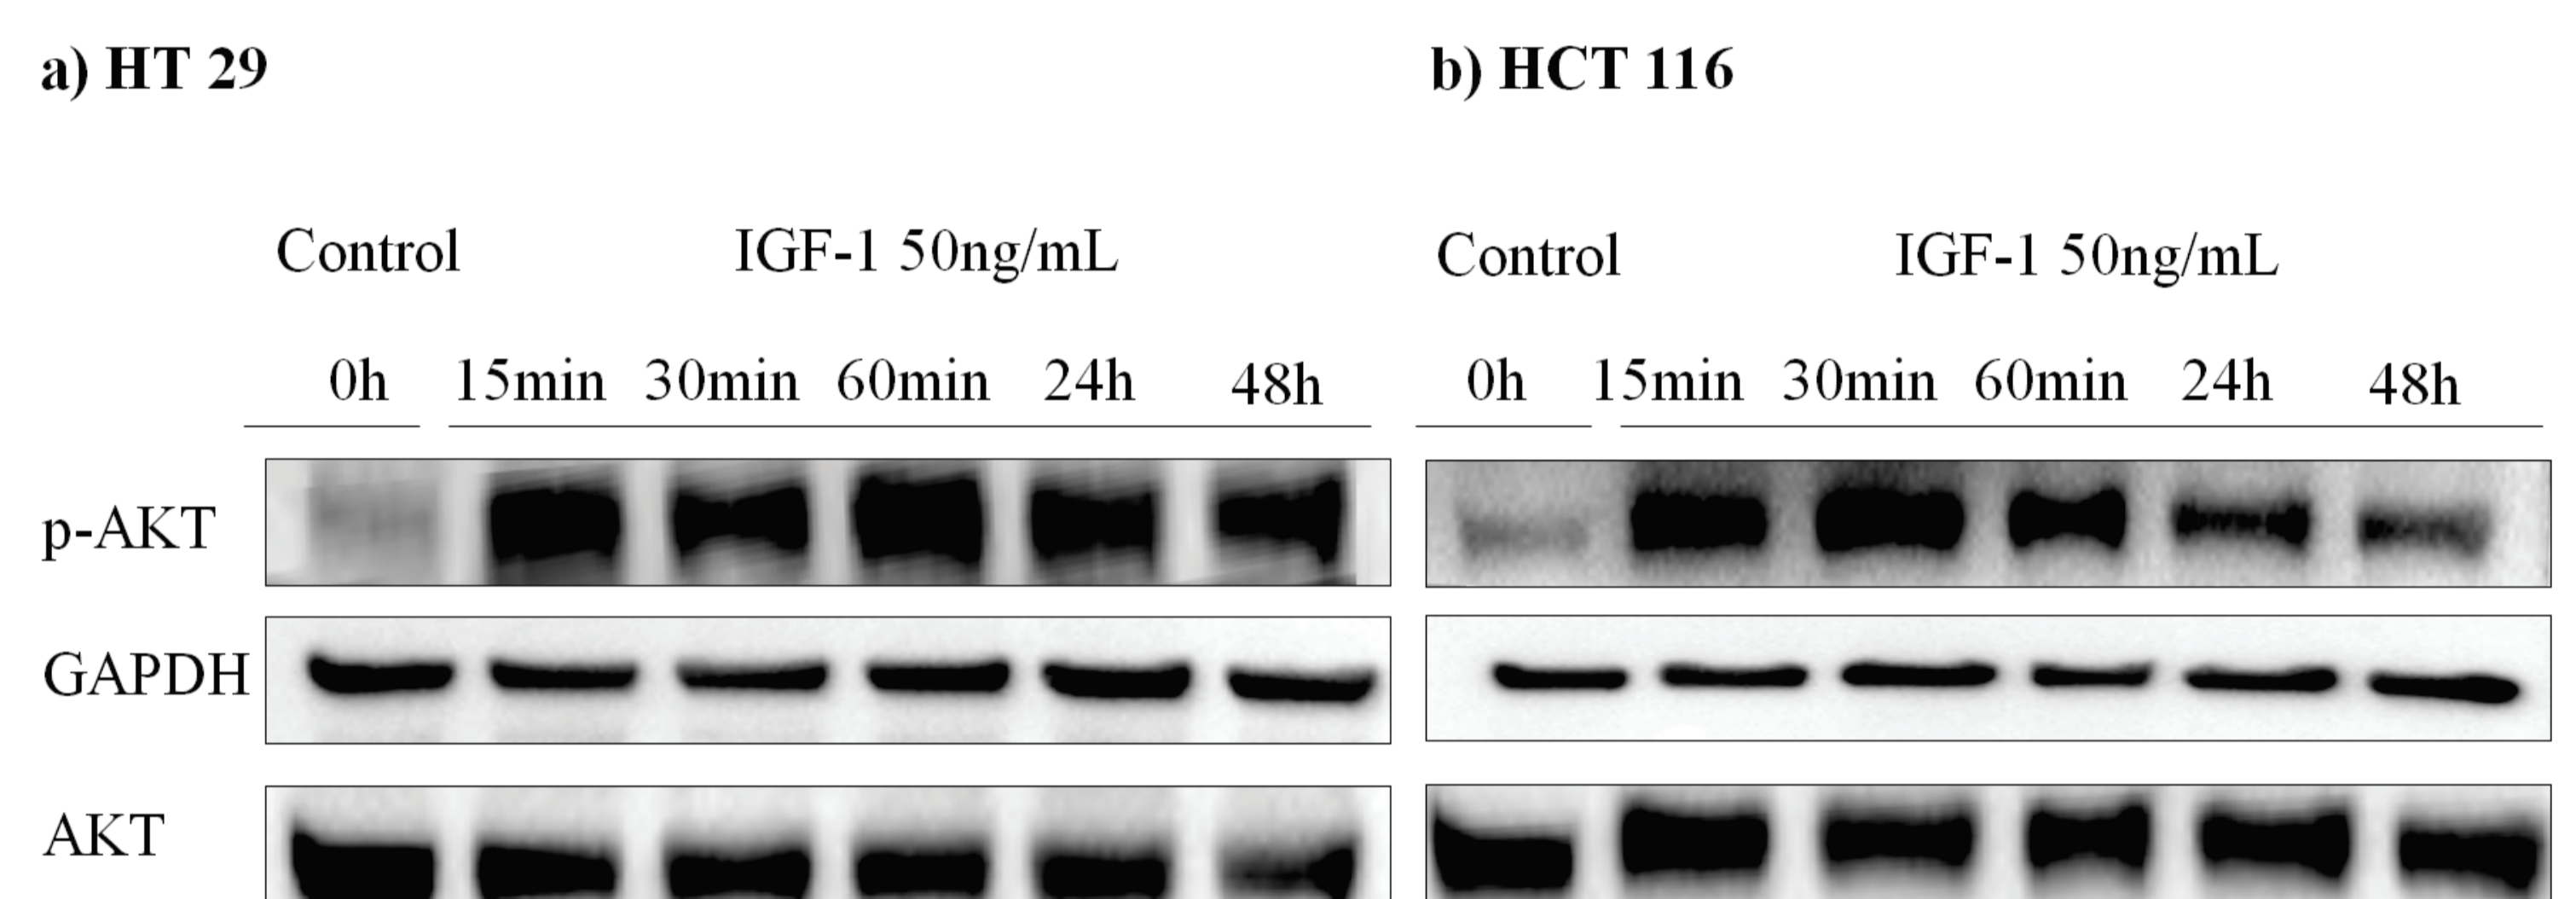 a) HT 29
b) HCT 116
Control IGF-1 50ng/mL
Control IGF-1 50ng/mL
0h 15min 30min 60min 24h 48h
0h 15min 30min 60min 24h 48h
p-AKT
GAPDH
AKT